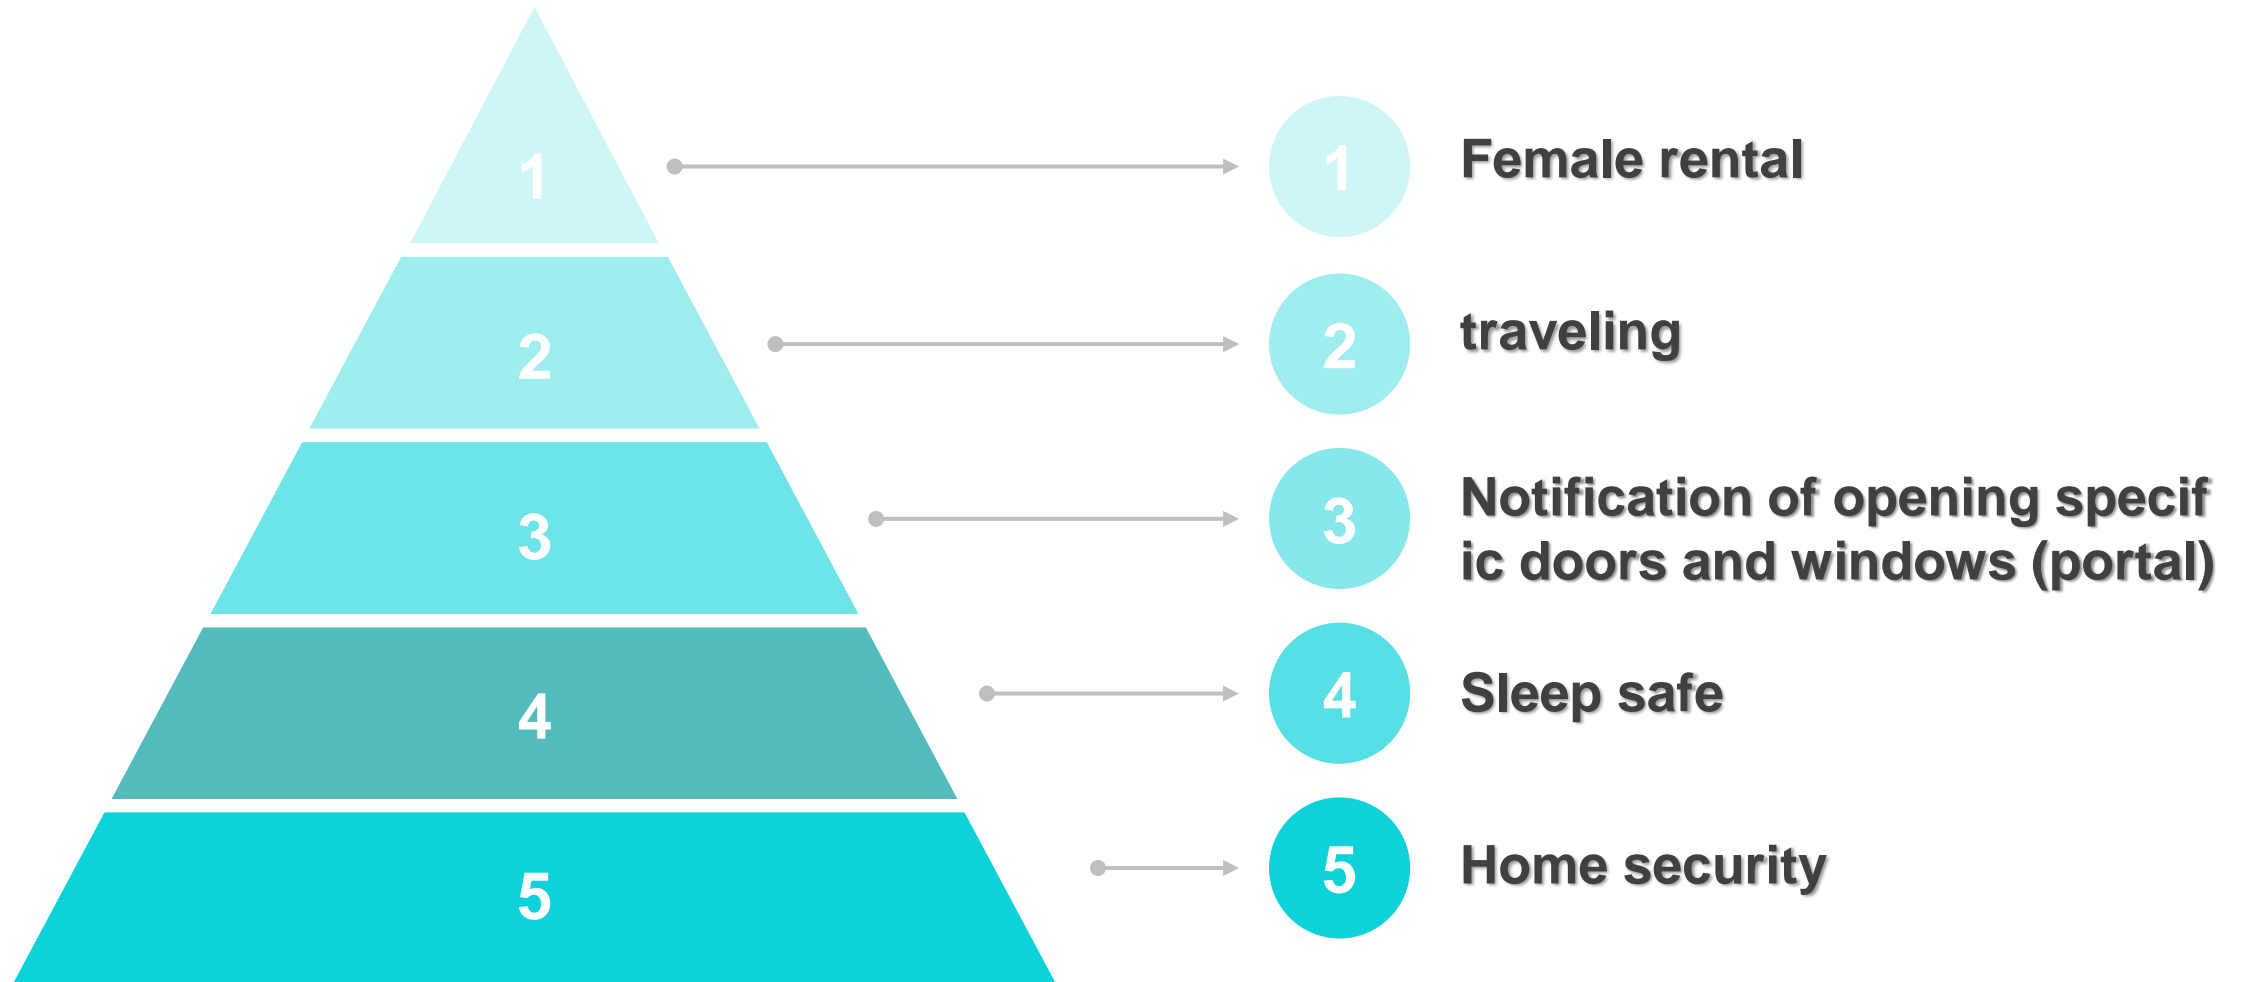 1
1
Female rental
2
2
traveling
3
3
Notification of opening specif
ic doors and windows (portal)
4
4
Sleep safe
5
5
Home security